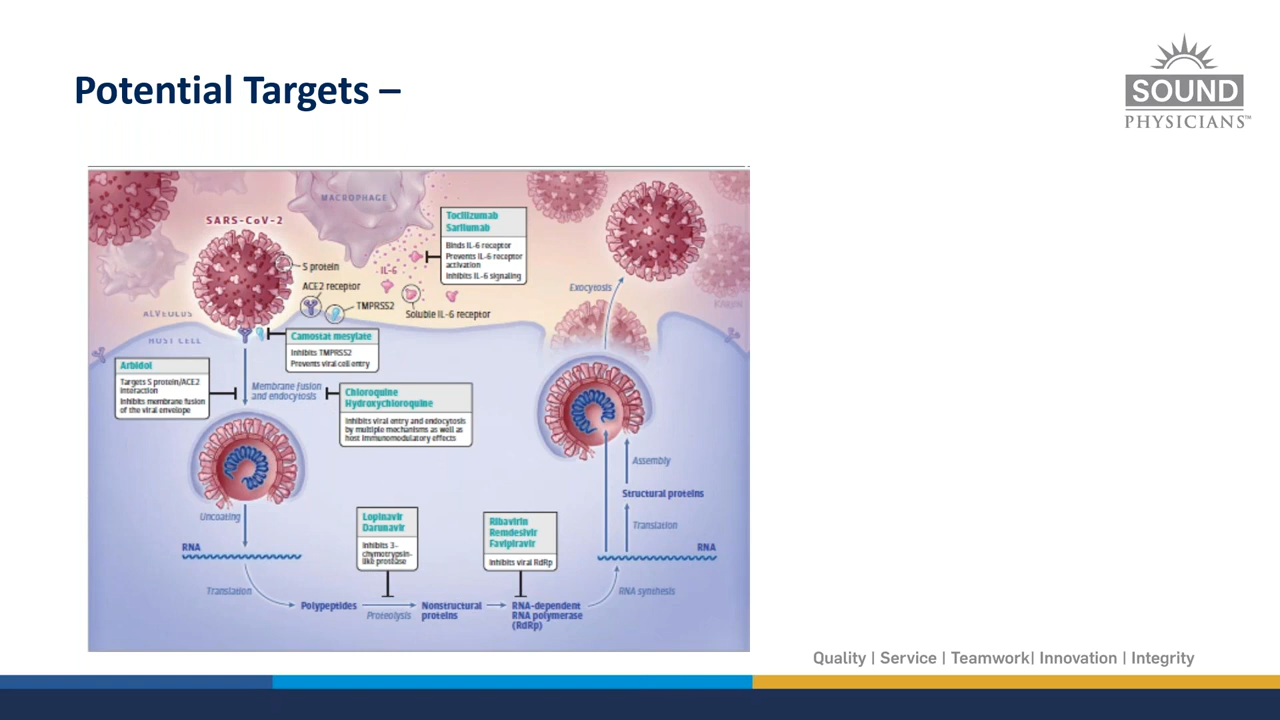 Potential Targets –
SOUND
PHYSICIANS™
MACROPHAGE
SARS-CoV-2
Tocilizumab
Sarilumab
Binds IL-6 receptor
Prevents IL-6 receptor
activation
Inhibits IL-6 signaling
S protein
IL-6
ACE2 receptor
TMPRSS2
Soluble IL-6 receptor
Exocytosis
ALVEOLUS
HOST CELL
Camostat mesylate
Inhibits TMPRSS2
Prevents viral cell entry
Arbidol
Targets S protein/ACE2
interaction
Inhibits membrane fusion
of the viral envelope
Membrane fusion
and endocytosis
Chloroquine
Hydroxychloroquine
Inhibits viral entry and endocytosis
by multiple mechanisms as well as
host immunomodulatory effects
Assembly
Structural proteins
Uncoating
Lopinavir
Darunavir
Inhibits 3-
chymotrypsin-
like protease
Ribavirin
Remdesivir
Favipiravir
Inhibits viral RdRp
Translation
RNA
RNA
Translation
RNA synthesis
Polypeptides
Proteolysis
Nonstructural
proteins
RNA-dependent
RNA polymerase
(RdRp)
Quality | Service | Teamwork| Innovation | Integrity